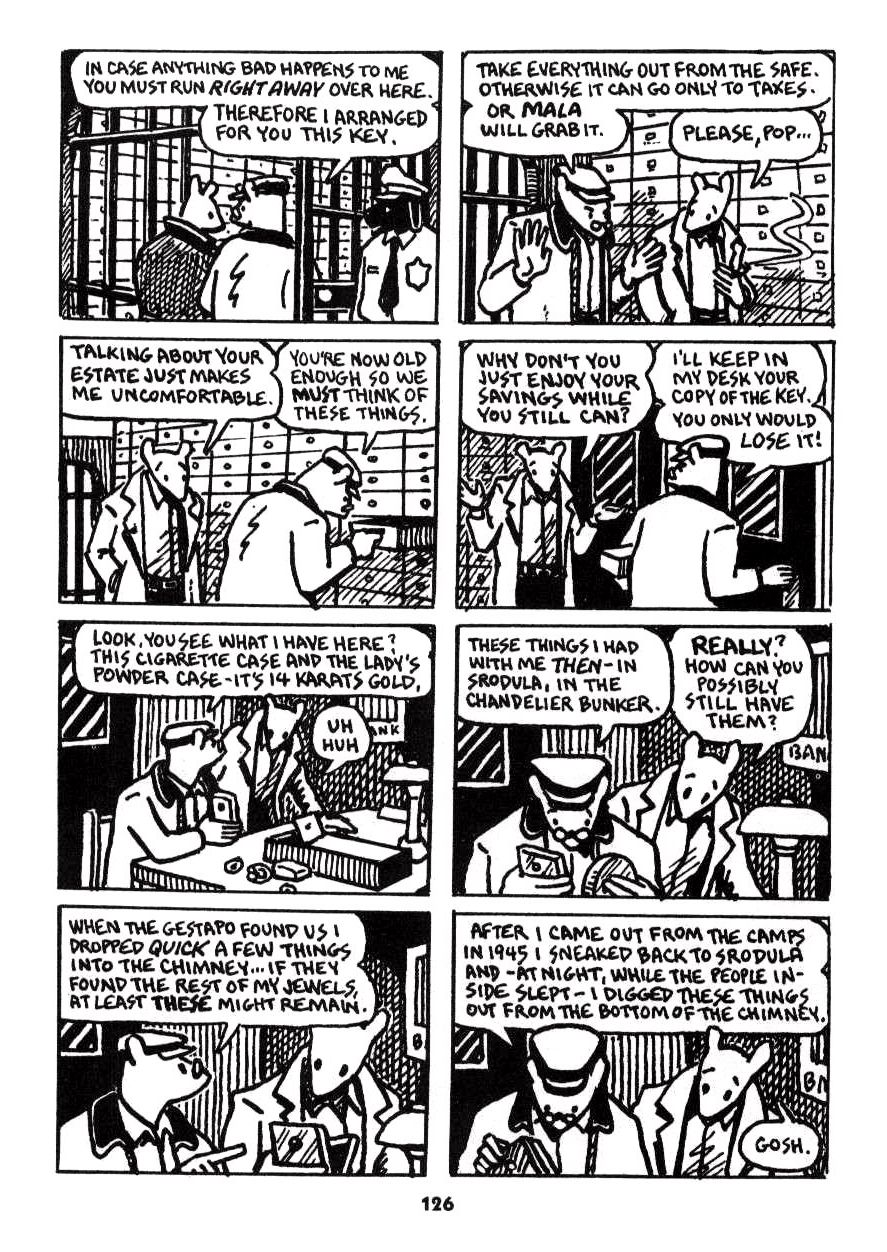 IN CASE ANYTHING BAD HAPPENS TO ME
YOU MUST RUN RIGHT AWAY OVER HERE.
THEREFORE I ARRANGED
FOR YOU THIS KEY.
TAKE EVERYTHING OUT FROM THE SAFE.
OTHERWISE IT CAN GO ONLY TO TAXES.
OR MALA
WILL GRAB IT.
PLEASE, POP...
TALKING ABOUT YOUR
ESTATE JUST MAKES
ME UNCOMFORTABLE.
YOU'RE NOW OLD
ENOUGH SO WE
MUST THINK OF
THESE THINGS.
WHY DON'T YOU
JUST ENJOY YOUR
SAVINGS WHILE
YOU STILL CAN?
I'LL KEEP IN
MY DESK YOUR
COPY OF THE KEY.
YOU ONLY WOULD
LOSE IT!
LOOK, YOU SEE WHAT I HAVE HERE?
THIS CIGARETTE CASE AND THE LADY'S
POWDER CASE - IT'S 14 KARATS GOLD.
UH
HUH
ANK
THESE THINGS I HAD
WITH ME THEN - IN
SRODULA, IN THE
CHANDELIER BUNKER.
REALLY?
HOW CAN YOU
POSSIBLY
STILL HAVE
THEM?
BAN
WHEN THE GESTAPO FOUND US I
DROPPED QUICK A FEW THINGS
INTO THE CHIMNEY... IF THEY
FOUND THE REST OF MY JEWELS,
AT LEAST THESE MIGHT REMAIN.
B
AFTER I CAME OUT FROM THE CAMPS
IN 1945 I SNEAKED BACK TO SRODULA
AND - AT NIGHT, WHILE THE PEOPLE IN-
SIDE SLEPT - I DIGGED THESE THINGS
OUT FROM THE BOTTOM OF THE CHIMNEY.
BN
GOSH.
126